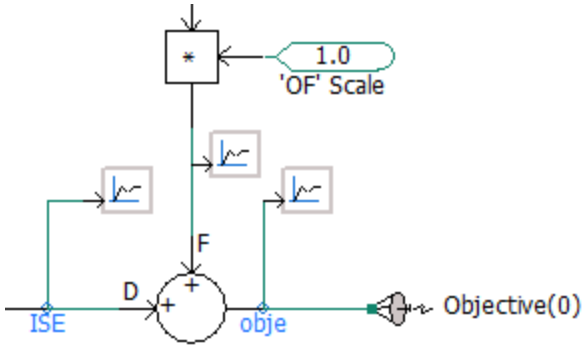 *
1.0
'OF' Scale
F
D
+
+
ISE
obje
Objective(0)